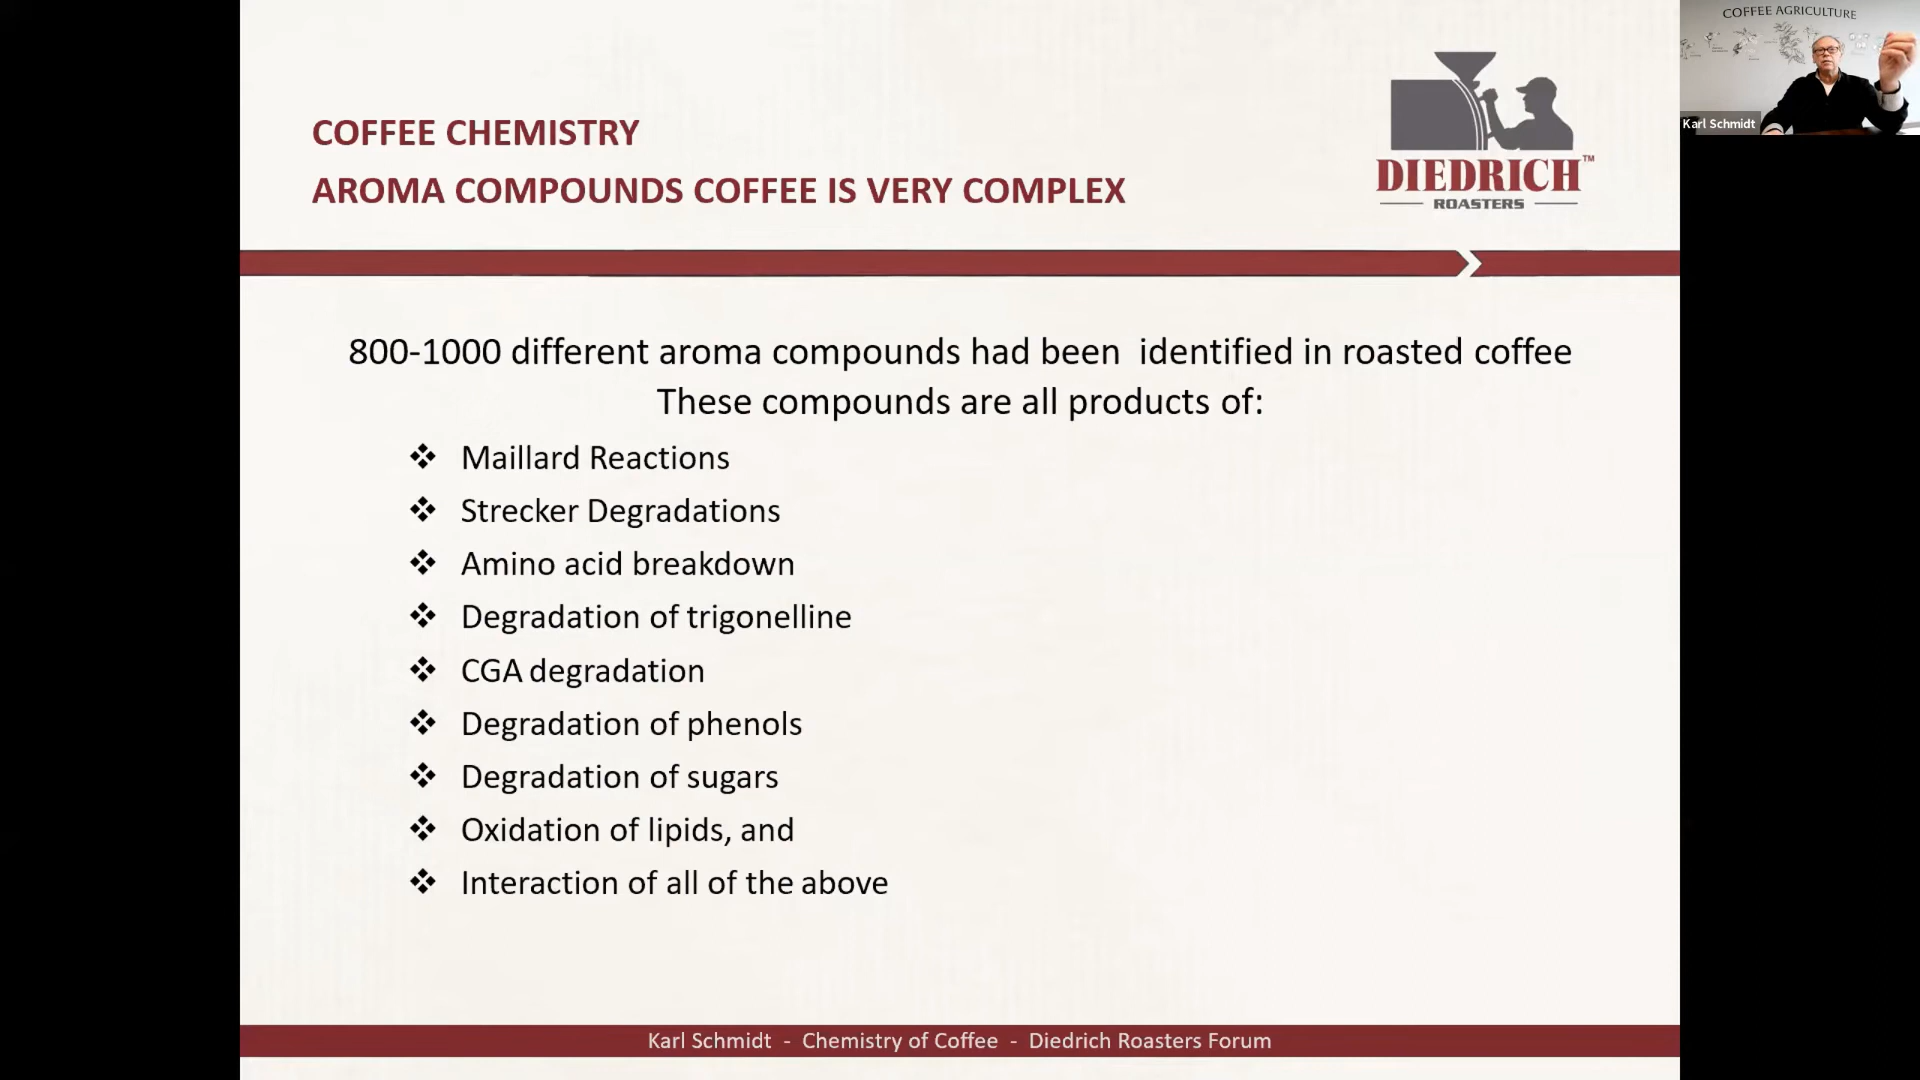 COFFEE CHEMISTRY
AROMA COMPOUNDS COFFEE IS VERY COMPLEX
DIEDRICH™
ROASTERS
COFFEE AGRICULTURE
Karl Schmidt
800-1000 different aroma compounds had been identified in roasted coffee
These compounds are all products of:
❖ Maillard Reactions
❖ Strecker Degradations
❖ Amino acid breakdown
❖ Degradation of trigonelline
❖ CGA degradation
❖ Degradation of phenols
❖ Degradation of sugars
❖ Oxidation of lipids, and
❖ Interaction of all of the above
Karl Schmidt - Chemistry of Coffee - Diedrich Roasters Forum